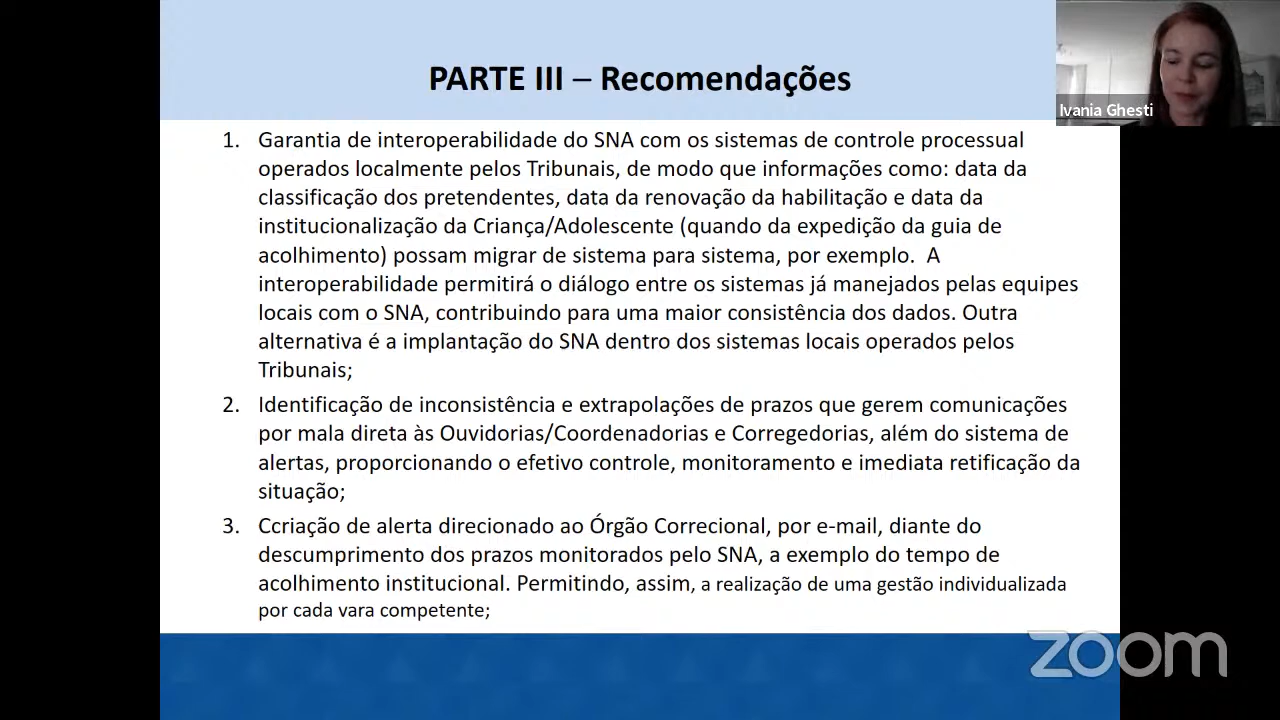 PARTE III – Recomendações
Ivania Ghesti
1. Garantia de interoperabilidade do SNA com os sistemas de controle processual
operados localmente pelos Tribunais, de modo que informações como: data da
classificação dos pretendentes, data da renovação da habilitação e data da
institucionalização da Criança/Adolescente (quando da expedição da guia de
acolhimento) possam migrar de sistema para sistema, por exemplo. A
interoperabilidade permitirá o diálogo entre os sistemas já manejados pelas equipes
locais com o SNA, contribuindo para uma maior consistência dos dados. Outra
alternativa é a implantação do SNA dentro dos sistemas locais operados pelos
Tribunais;
2. Identificação de inconsistência e extrapolações de prazos que gerem comunicações
por mala direta às Ouvidorias/Coordenadorias e Corregedorias, além do sistema de
alertas, proporcionando o efetivo controle, monitoramento e imediata retificação da
situação;
3. Ccriação de alerta direcionado ao Órgão Correcional, por e-mail, diante do
descumprimento dos prazos monitorados pelo SNA, a exemplo do tempo de
acolhimento institucional. Permitindo, assim, a realização de uma gestão individualizada
por cada vara competente;
zoom